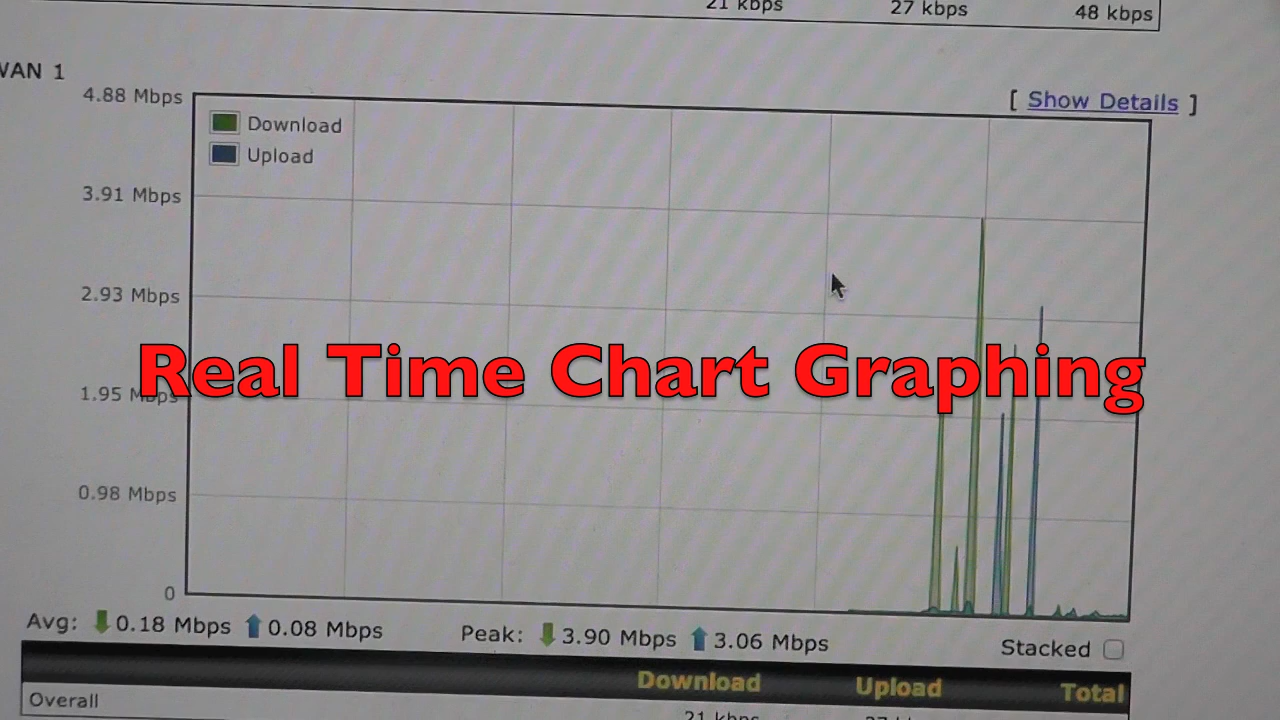 21 kbps 27 kbps 48 kbps
WAN 1
[ Show Details ]
4.88 Mbps
Download
Upload
3.91 Mbps
2.93 Mbps
Real Time Chart Graphing
1.95 Mbps
0.98 Mbps
0
Avg: 0.18 Mbps 0.08 Mbps Peak: 3.90 Mbps 3.06 Mbps Stacked
Download Upload Total
Overall
21 kbps